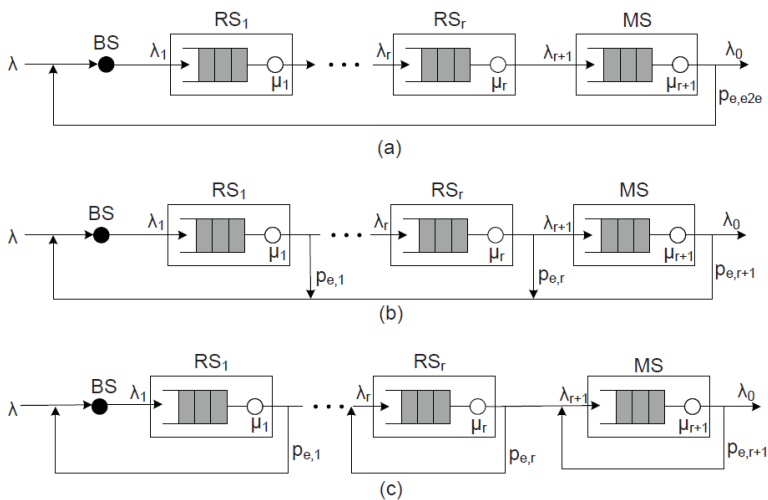 RS₁ RSᵣ MS
BS
λ λ₁ λᵣ λᵣ₊₁ λ₀
μ₁ μᵣ μᵣ₊₁
pₑ,ₑ₂ₑ
(a)
RS₁ RSᵣ MS
BS
λ λ₁ λᵣ λᵣ₊₁ λ₀
μ₁ μᵣ μᵣ₊₁
pₑ,₁ pₑ,ᵣ pₑ,ᵣ₊₁
(b)
RS₁ RSᵣ MS
BS
λ λ₁ λᵣ λᵣ₊₁ λ₀
μ₁ μᵣ μᵣ₊₁
pₑ,₁ pₑ,ᵣ pₑ,ᵣ₊₁
(c)